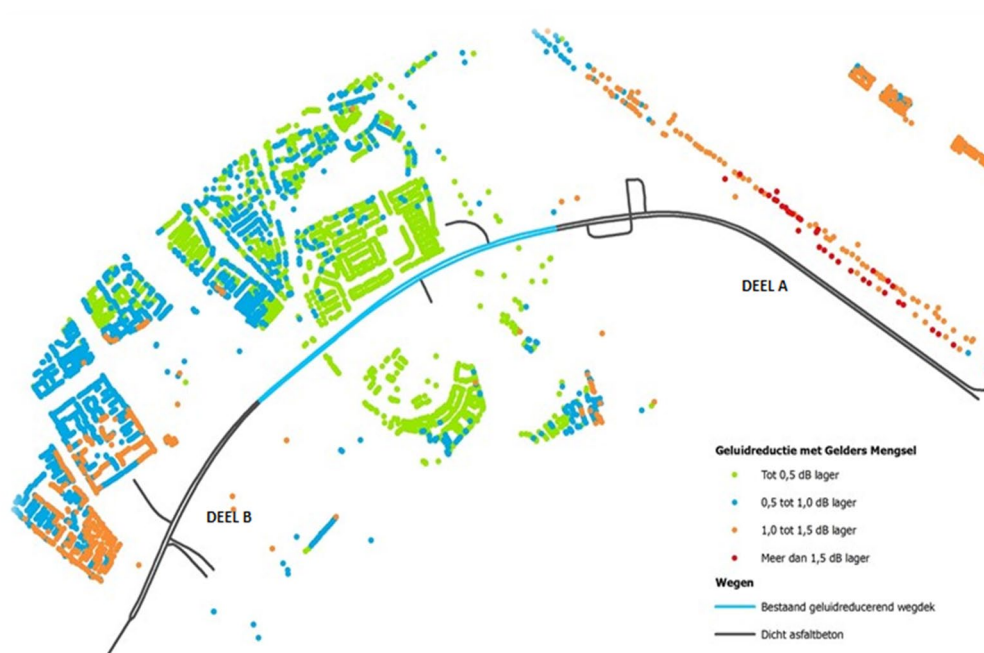 DEEL A
DEEL B
Geluidreductie met Gelders Mengsel
Tot 0,5 dB lager
0,5 tot 1,0 dB lager
1,0 tot 1,5 dB lager
Meer dan 1,5 dB lager
Wegen
Bestaand geluidreducerend wegdek
Dicht asfaltbeton